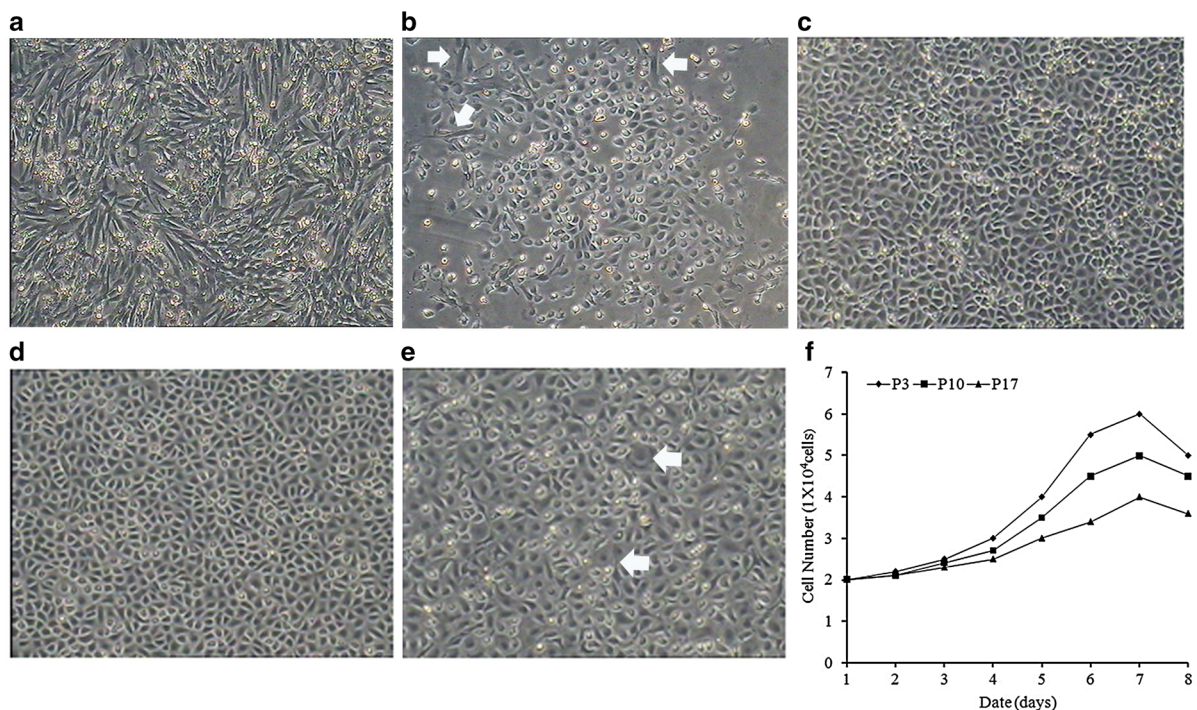 a
b
c
d
e
f
P3 P10 P17
Cell Number (1X10⁴cells)
7
6
5
4
3
2
1
0
1 2 3 4 5 6 7 8
Date (days)